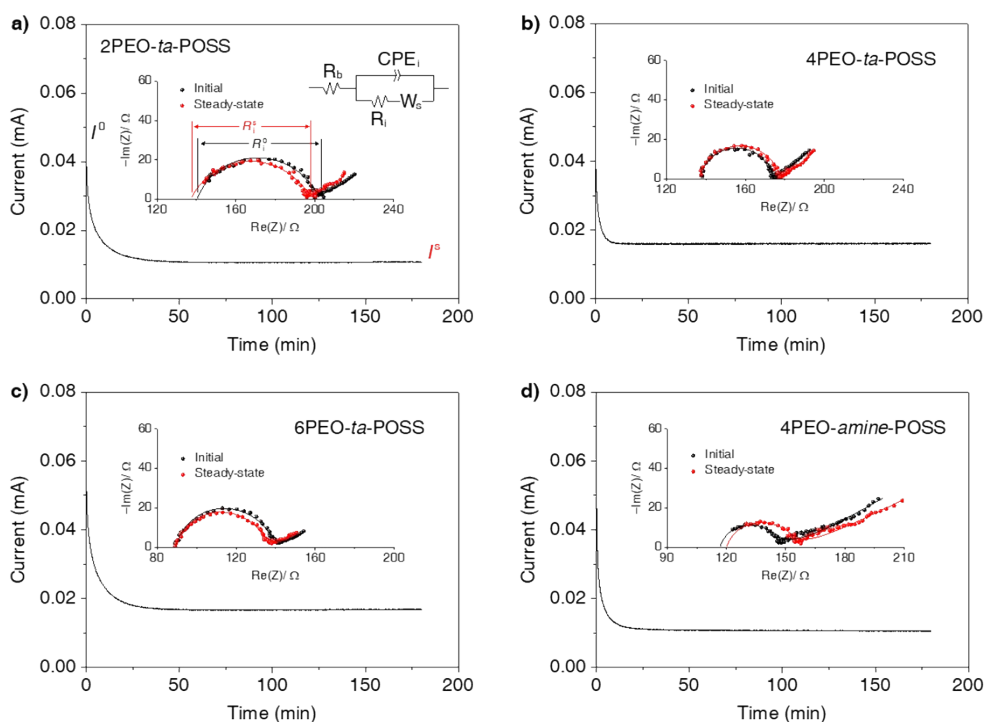 a)
2PEO-ta-POSS
Current (mA)
0.08
0.06
0.04
0.02
0.00
0
50
100
150
200
Time (min)
I⁰
Iˢ
−Im(Z)/ Ω
60
40
20
0
120
160
200
240
Re(Z)/ Ω
Initial
Steady-state
Rᵢˢ
Rᵢ⁰
R_b
CPEᵢ
Rᵢ
Wₛ
b)
4PEO-ta-POSS
Current (mA)
0.08
0.06
0.04
0.02
0.00
0
50
100
150
200
Time (min)
−Im(Z)/ Ω
60
40
20
0
120
160
200
240
Re(Z)/ Ω
Initial
Steady-state
c)
6PEO-ta-POSS
Current (mA)
0.08
0.06
0.04
0.02
0.00
0
50
100
150
200
Time (min)
−Im(Z)/ Ω
60
40
20
0
80
120
160
200
Re(Z)/ Ω
Initial
Steady-state
d)
4PEO-amine-POSS
Current (mA)
0.08
0.06
0.04
0.02
0.00
0
50
100
150
200
Time (min)
−Im(Z)/ Ω
60
40
20
0
90
120
150
180
210
Re(Z)/ Ω
Initial
Steady-state